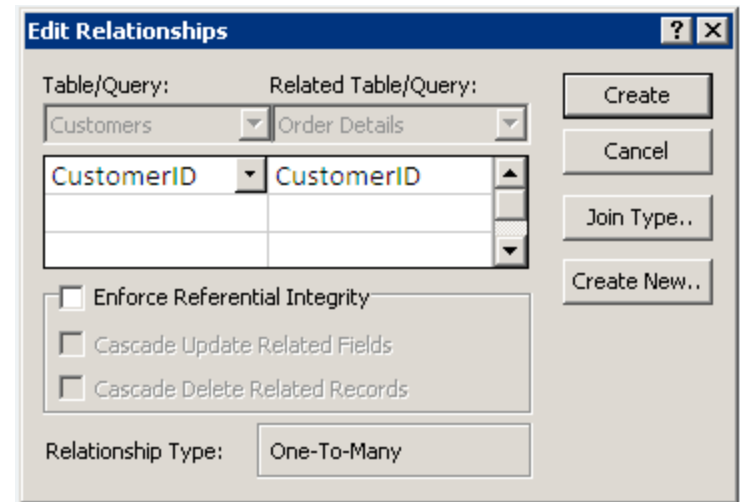 Edit Relationships
Table/Query: Related Table/Query:
Customers Order Details
CustomerID CustomerID
Enforce Referential Integrity
Cascade Update Related Fields
Cascade Delete Related Records
Relationship Type: One-To-Many
Create
Cancel
Join Type..
Create New..